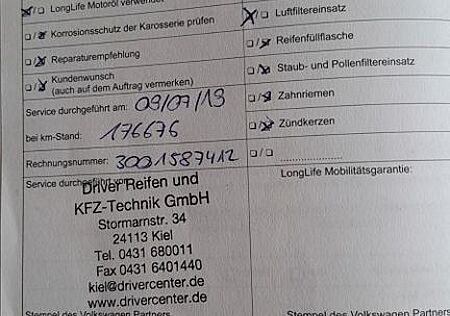 LongLife Motoröl verwendet
Luftfiltereinsatz
Korrosionsschutz der Karosserie prüfen
Reifenfüllflasche
Reparaturempfehlung
Staub- und Pollenfiltereinsatz
Kundenwunsch
(auch auf dem Auftrag vermerken)
Zahnriemen
Service durchgeführt am: 09/07/19
Zündkerzen
bei km-Stand: 176676
Rechnungsnummer: 3001587412
Service durchgeführt
LongLife Mobilitätsgarantie:
Driver Reifen und
KFZ-Technik GmbH
Stormarnstr. 34
24113 Kiel
Tel. 0431 680011
Fax 0431 6401440
kiel@drivercenter.de
www.drivercenter.de
Stempel des Volkswagen Partners
Stempel des Volkswagen Partners